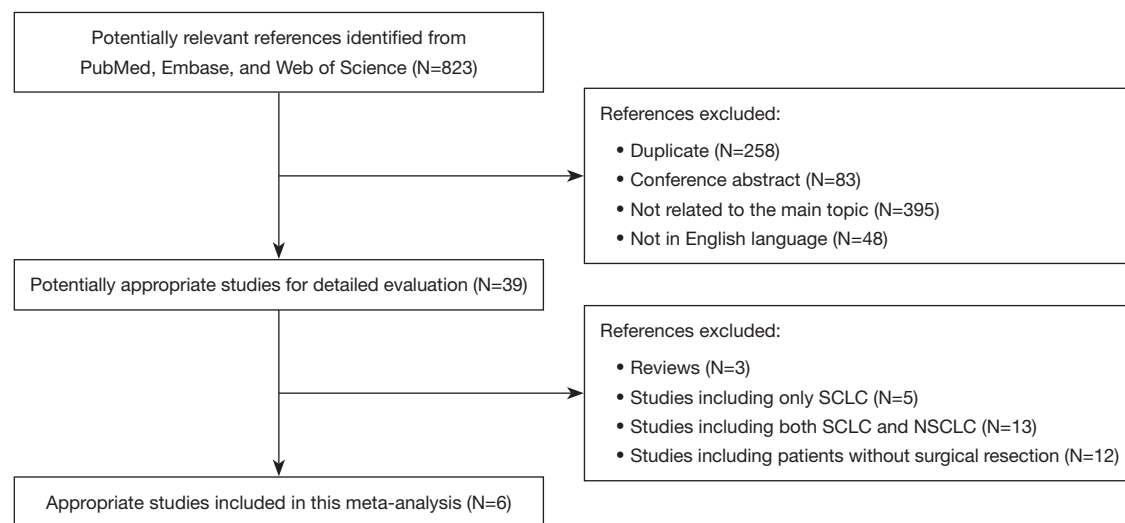 Potentially relevant references identified from
PubMed, Embase, and Web of Science (N=823)
References excluded:
• Duplicate (N=258)
• Conference abstract (N=83)
• Not related to the main topic (N=395)
• Not in English language (N=48)
Potentially appropriate studies for detailed evaluation (N=39)
References excluded:
• Reviews (N=3)
• Studies including only SCLC (N=5)
• Studies including both SCLC and NSCLC (N=13)
• Studies including patients without surgical resection (N=12)
Appropriate studies included in this meta-analysis (N=6)